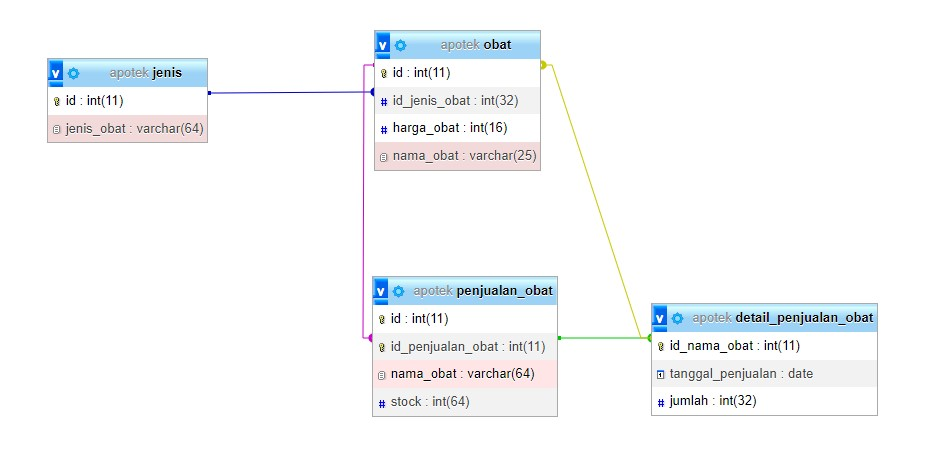 apotek jenis
id : int(11)
jenis_obat : varchar(64)
apotek obat
id : int(11)
id_jenis_obat : int(32)
harga_obat : int(16)
nama_obat : varchar(25)
apotek penjualan_obat
id : int(11)
id_penjualan_obat : int(11)
nama_obat : varchar(64)
stock : int(64)
apotek detail_penjualan_obat
id_nama_obat : int(11)
tanggal_penjualan : date
jumlah : int(32)